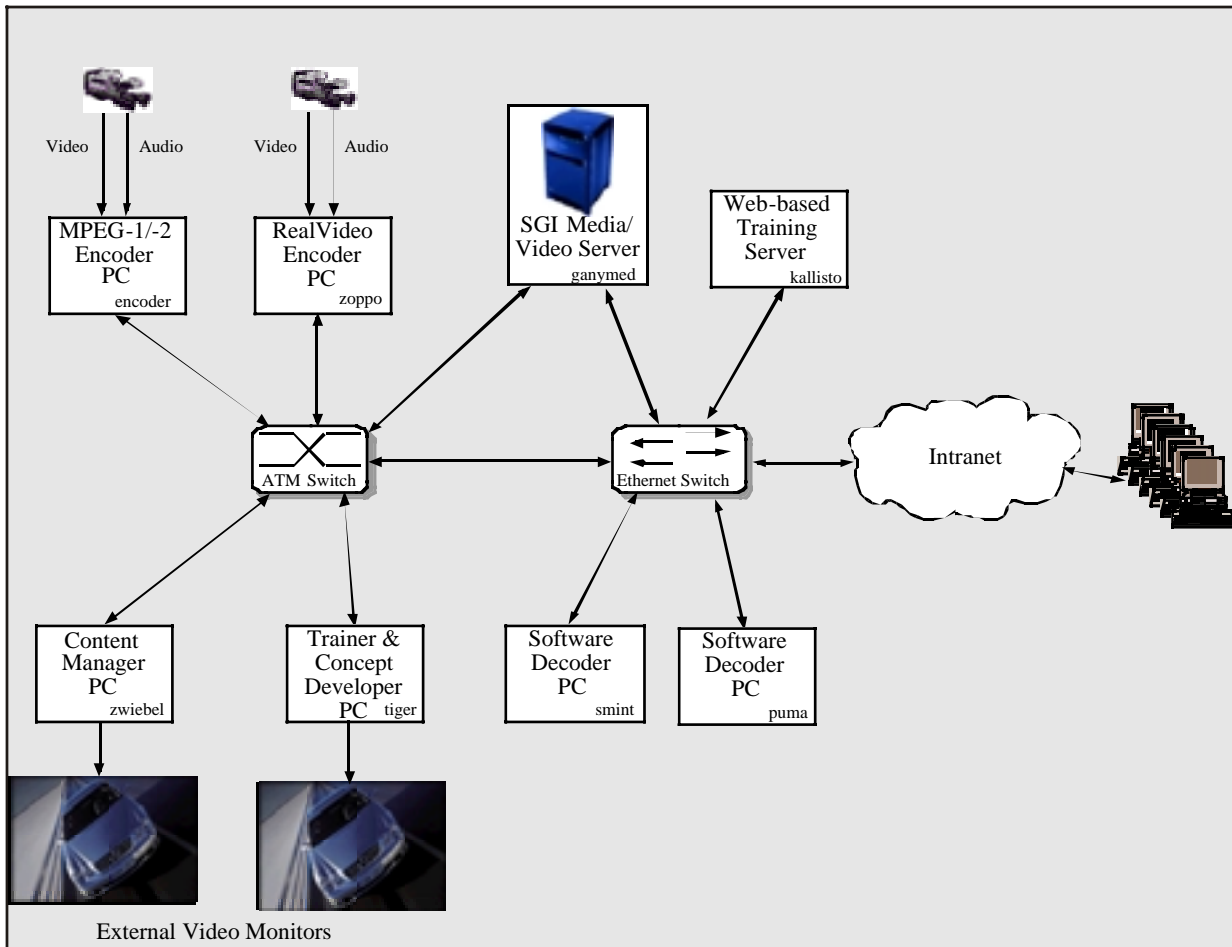 Video
Audio
Video
Audio
MPEG-1/-2
Encoder
PC
encoder
RealVideo
Encoder
PC
zoppo
SGI Media/
Video Server
ganymed
Web-based
Training
Server
kallisto
ATM Switch
Ethernet Switch
Intranet
Content
Manager
PC
zwiebel
Trainer &
Concept
Developer
PC tiger
Software
Decoder
PC
smint
Software
Decoder
PC
puma
External Video Monitors